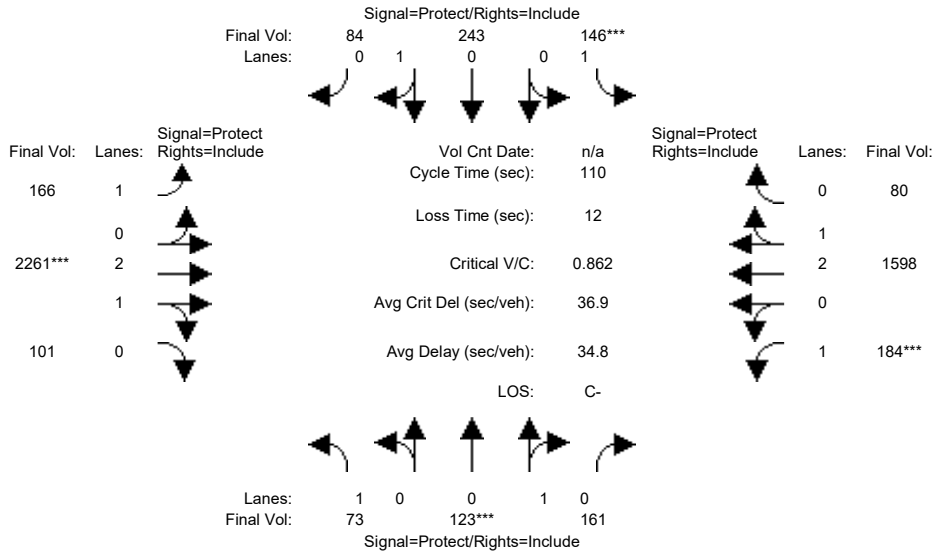 Signal=Protect/Rights=Include
Final Vol: 84 243 146***
Lanes: 0 1 0 0 1
Signal=Protect Signal=Protect
Final Vol: Lanes: Rights=Include Vol Cnt Date: n/a Rights=Include Lanes: Final Vol:
Cycle Time (sec): 110
166 1 0 80
Loss Time (sec): 12
0 1
2261*** 2 Critical V/C: 0.862 2 1598
1 Avg Crit Del (sec/veh): 36.9 0
101 0 Avg Delay (sec/veh): 34.8 1 184***
LOS: C-
Lanes: 1 0 0 1 0
Final Vol: 73 123*** 161
Signal=Protect/Rights=Include